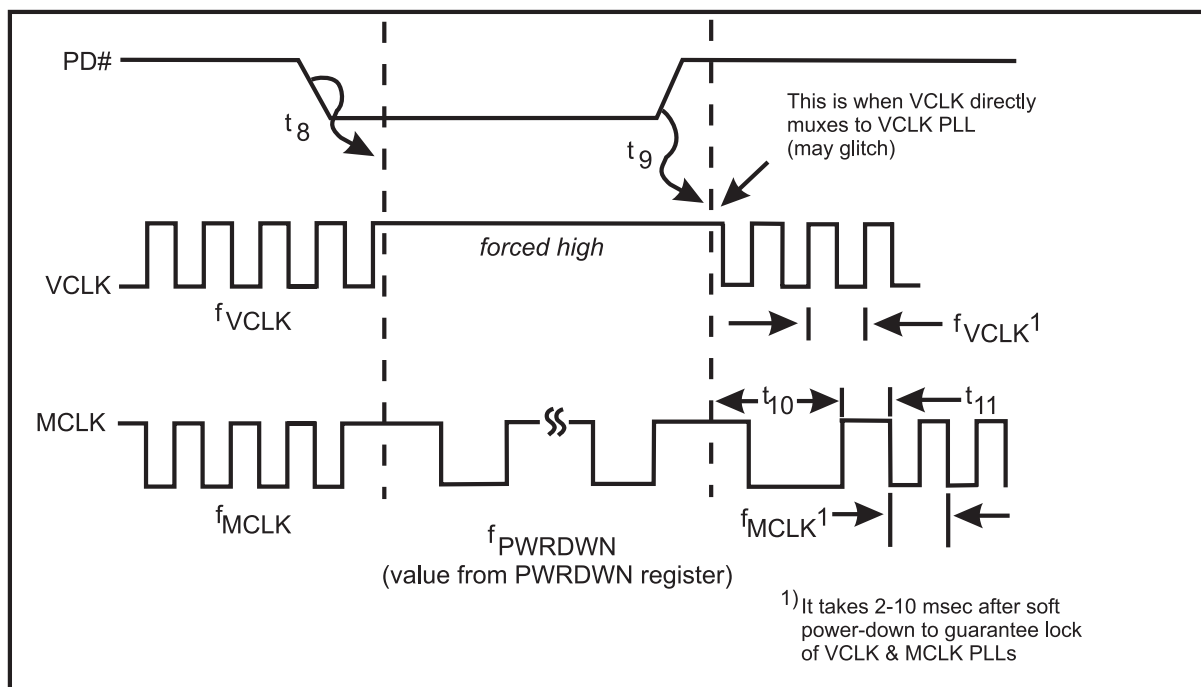 PD#
t8
t9
This is when VCLK directly
muxes to VCLK PLL
(may glitch)
forced high
VCLK
fVCLK
fVCLK1
t10
t11
MCLK
fMCLK
fMCLK1
fPWRDWN
(value from PWRDWN register)
1) It takes 2-10 msec after soft
power-down to guarantee lock
of VCLK & MCLK PLLs